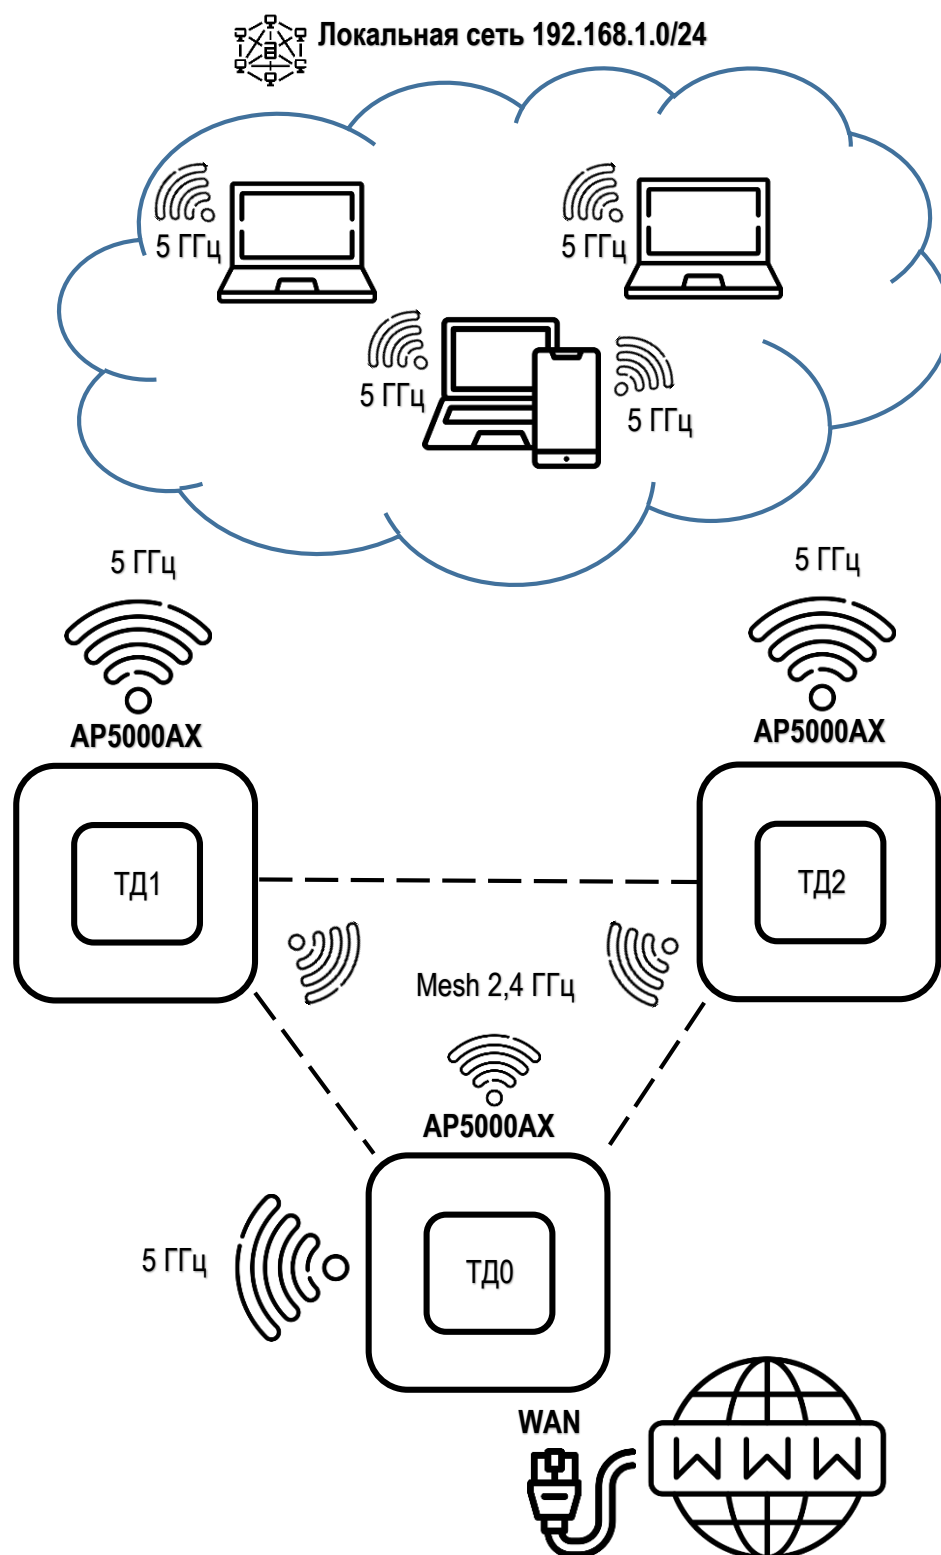 Локальная сеть 192.168.1.0/24
5 ГГц
5 ГГц
5 ГГц
5 ГГц
5 ГГц
5 ГГц
AP5000AX
AP5000AX
ТД1
ТД2
Mesh 2,4 ГГц
AP5000AX
5 ГГц
ТД0
WAN
W W W